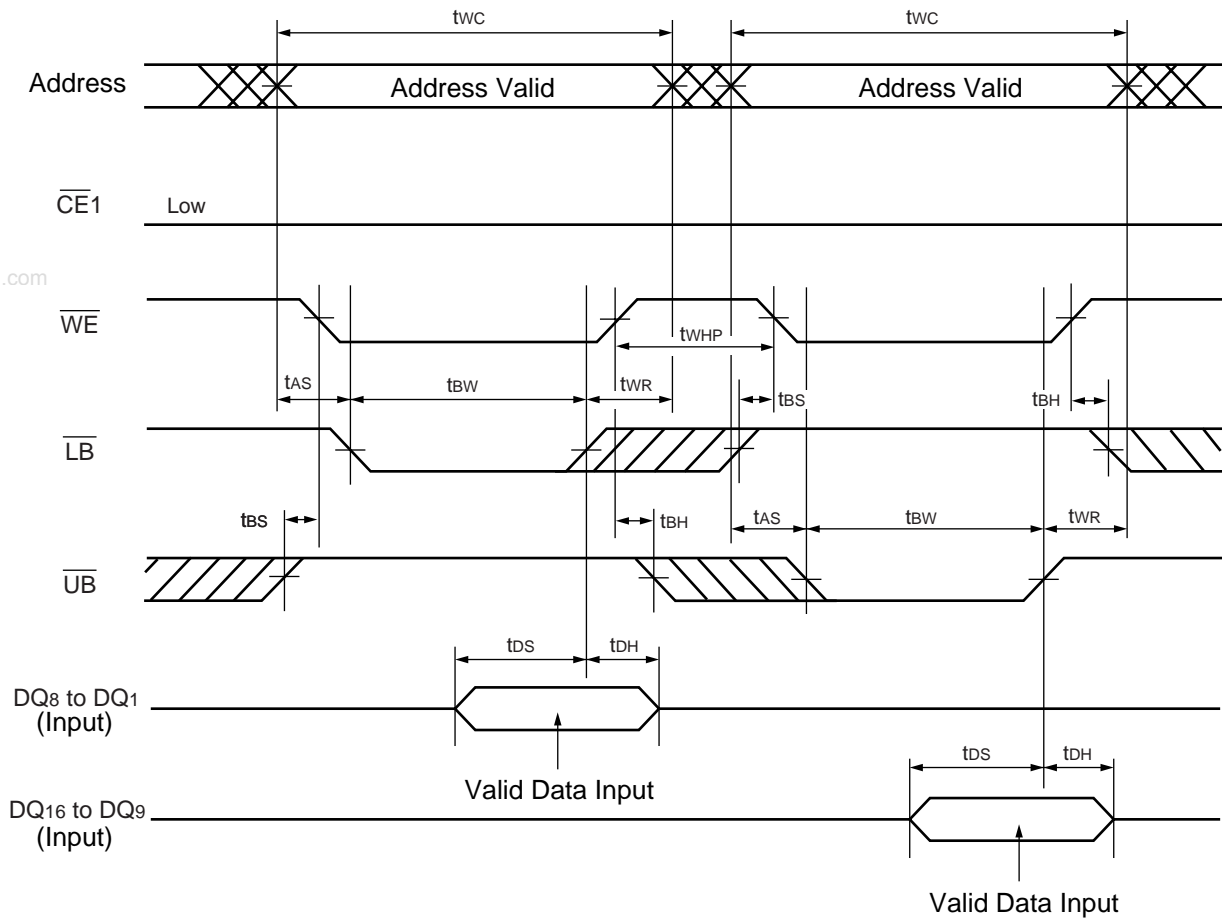 tWC tWC
Address Address Valid Address Valid
CE1 Low
.com
WE
tWHP
tAS tBW tWR tBS tBH
LB
tBS tBH tAS tBW tWR
UB
tDS tDH
DQ8 to DQ1
(Input)
tDS tDH
Valid Data Input
DQ16 to DQ9
(Input)
Valid Data Input